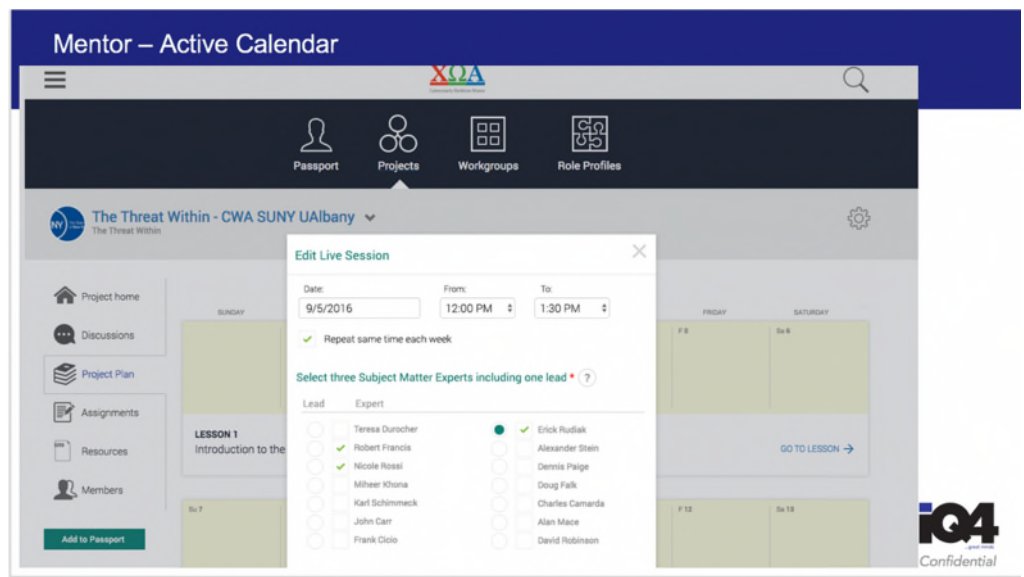 Mentor – Active Calendar
ΧΩΑ
Passport
Projects
Workgroups
Role Profiles
NY
The Threat Within - CWA SUNY UAlbany
The Threat Within
Project home
Discussions
Project Plan
Assignments
Resources
Members
Add to Passport
SUNDAY
FRIDAY
SATURDAY
F 5
Sa 6
LESSON 1
Introduction to the
GO TO LESSON →
Su 7
F 12
Sa 13
Edit Live Session
Date:
From:
To:
9/5/2016
12:00 PM
1:30 PM
Repeat same time each week
Select three Subject Matter Experts including one lead * ?
Lead Expert
Teresa Durocher
Robert Francis
Nicole Rossi
Miheer Khona
Karl Schimmeck
John Carr
Frank Cicio
Erick Rudiak
Alexander Stein
Dennis Paige
Doug Falk
Charles Camarda
Alan Mace
David Robinson
iQ4
...great minds
Confidential